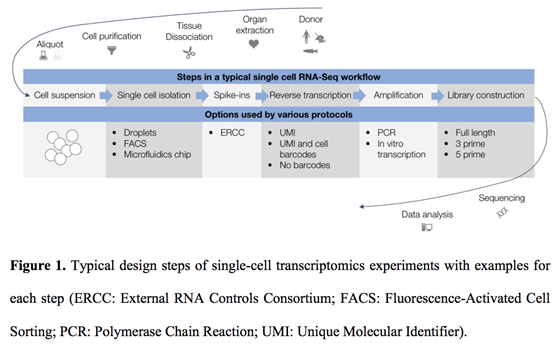 Donor
Organ extraction
Tissue Dissociation
Cell purification
Aliquot
Steps in a typical single cell RNA-Seq workflow
Cell suspension
Single cell isolation
Spike-ins
Reverse transcription
Amplification
Library construction
Options used by various protocols
• Droplets
• FACS
• Microfluidics chip
• ERCC
• UMI
• UMI and cell barcodes
• No barcodes
• PCR
• In vitro transcription
• Full length
• 3 prime
• 5 prime
Sequencing
Data analysis
Figure 1. Typical design steps of single-cell transcriptomics experiments with examples for
each step (ERCC: External RNA Controls Consortium; FACS: Fluorescence-Activated Cell
Sorting; PCR: Polymerase Chain Reaction; UMI: Unique Molecular Identifier).